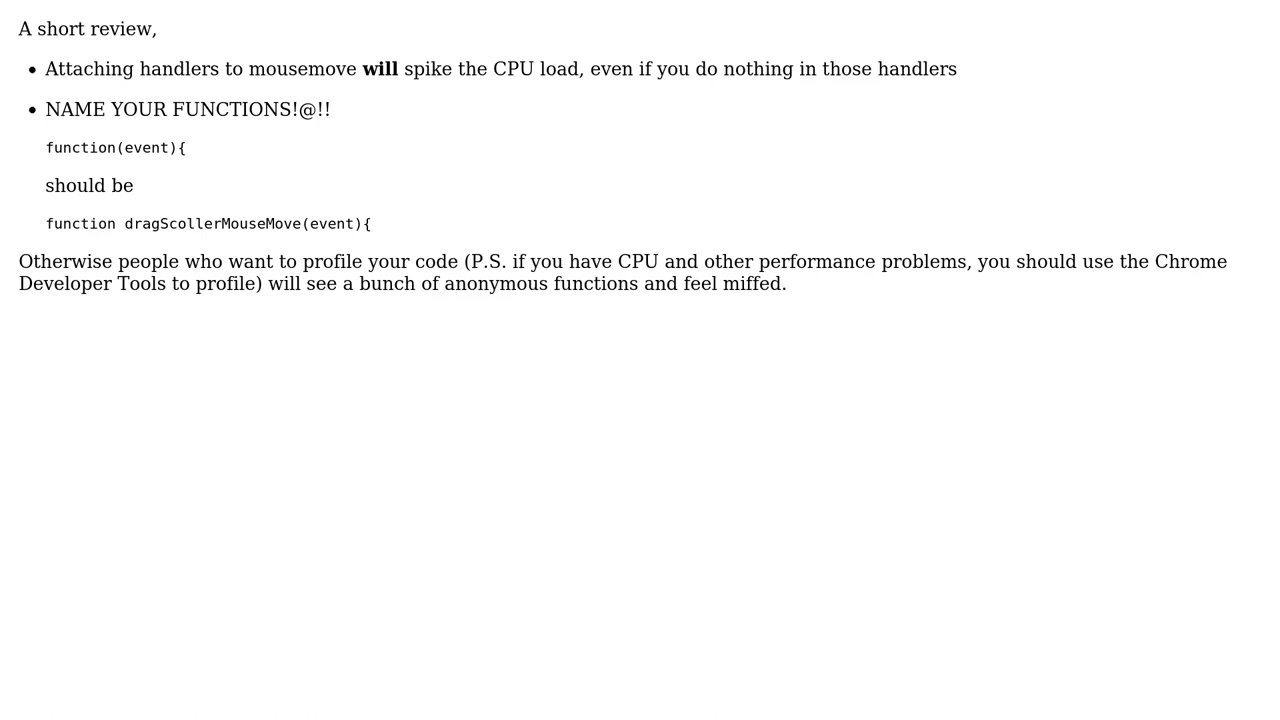 A short review,
• Attaching handlers to mousemove will spike the CPU load, even if you do nothing in those handlers
• NAME YOUR FUNCTIONS!@!!
function(event){
should be
function dragScollerMouseMove(event){
Otherwise people who want to profile your code (P.S. if you have CPU and other performance problems, you should use the Chrome
Developer Tools to profile) will see a bunch of anonymous functions and feel miffed.